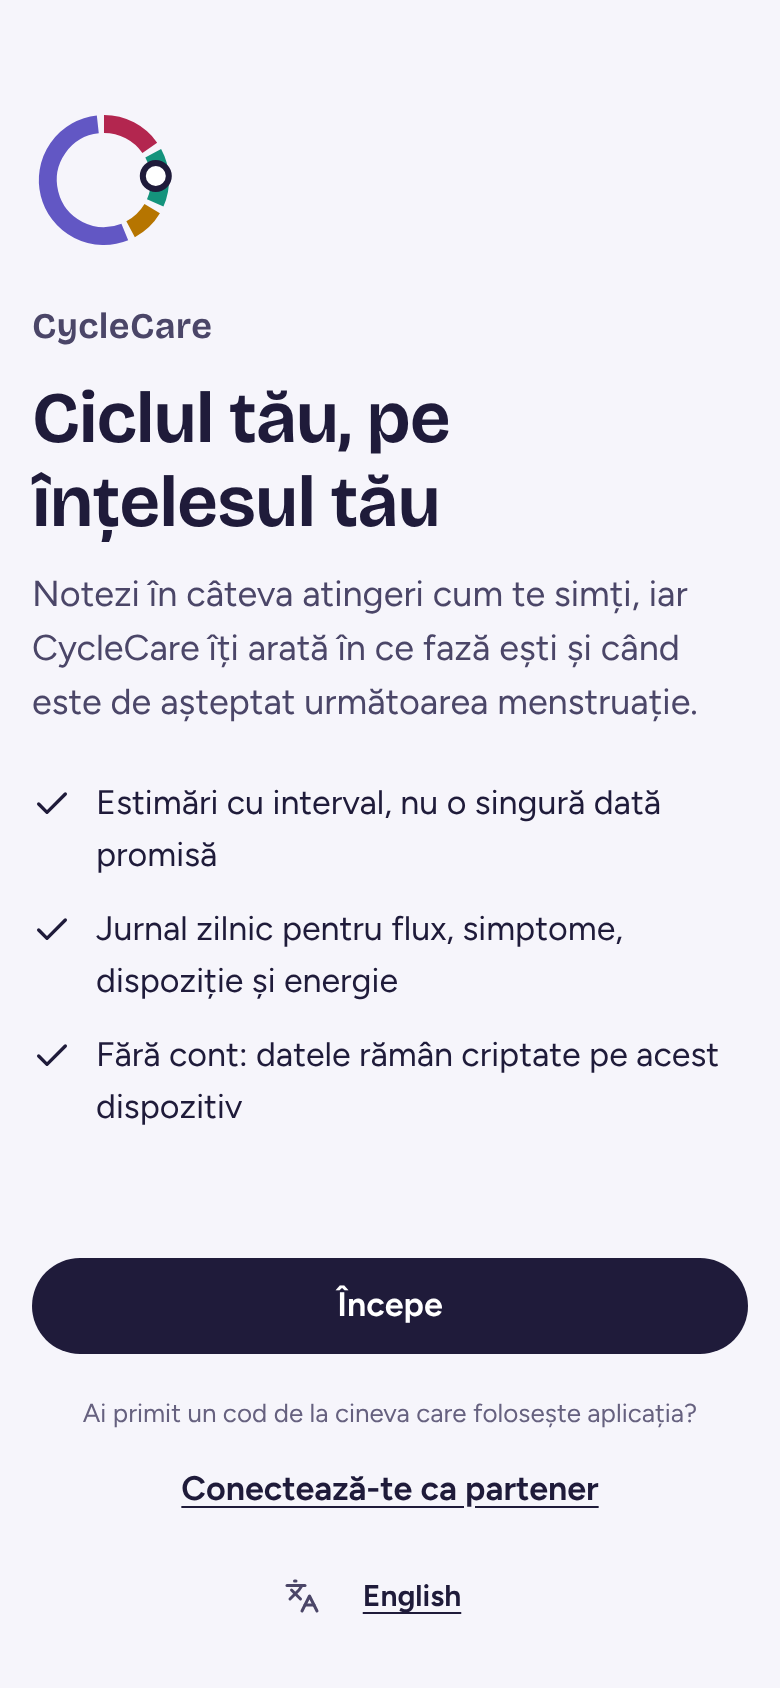 CycleCare
Ciclul tău, pe
înțelesul tău
Notezi în câteva atingeri cum te simți, iar
CycleCare îți arată în ce fază ești și când
este de așteptat următoarea menstruație.
Estimări cu interval, nu o singură dată
promisă
Jurnal zilnic pentru flux, simptome,
dispoziție și energie
Fără cont: datele rămân criptate pe acest
dispozitiv
Începe
Ai primit un cod de la cineva care folosește aplicația?
Conectează-te ca partener
English